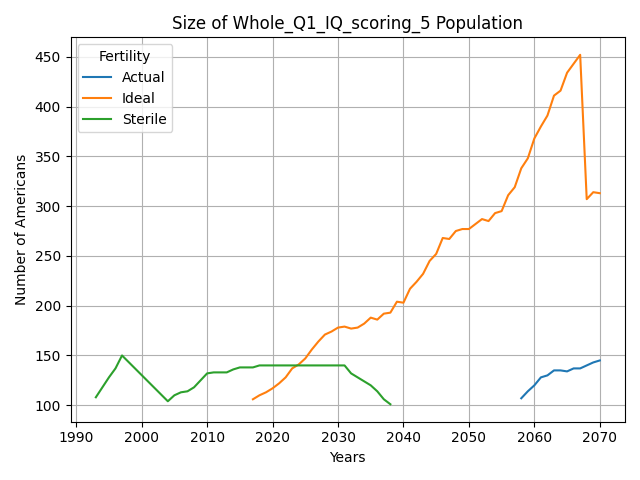 Size of Whole_Q1_IQ_scoring_5 Population
Fertility
Actual
Ideal
Sterile
Number of Americans
450
400
350
300
250
200
150
100
1990 2000 2010 2020 2030 2040 2050 2060 2070
Years